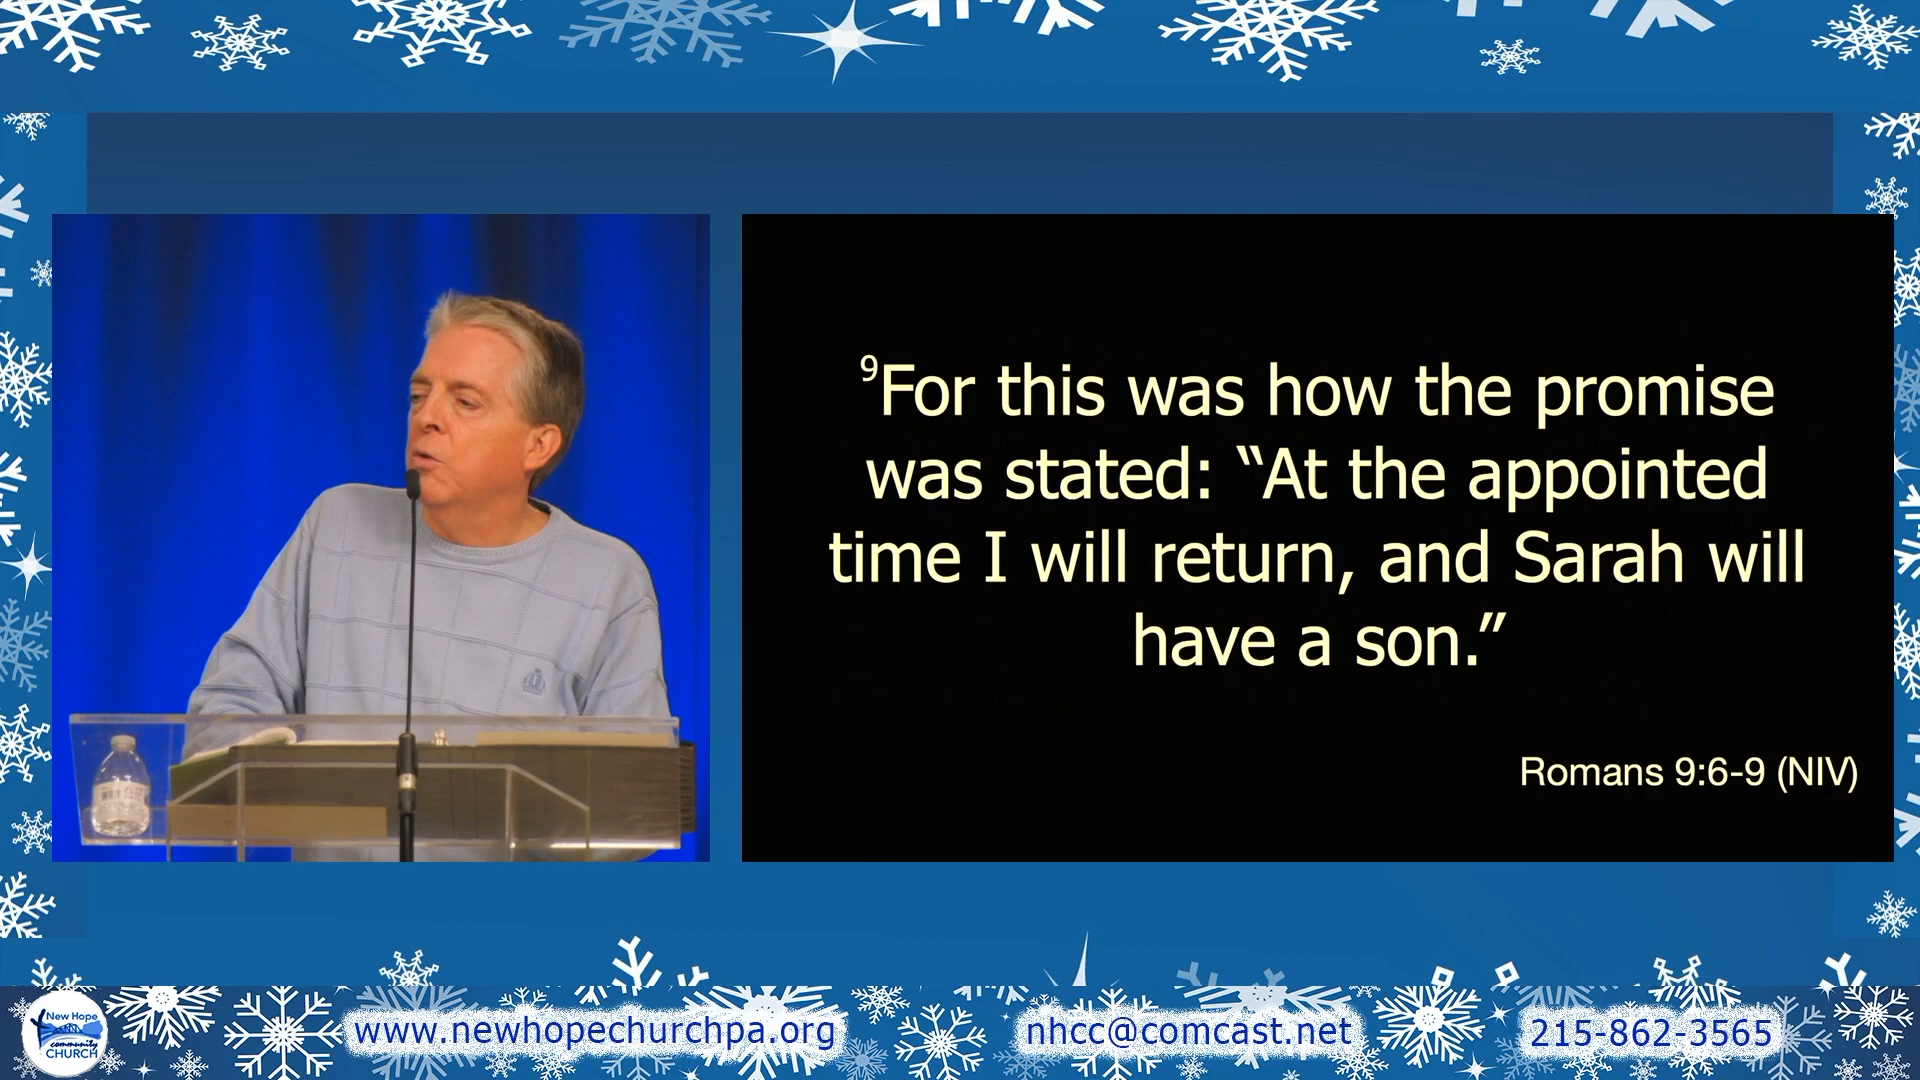 ⁹For this was how the promise
was stated: “At the appointed
time I will return, and Sarah will
have a son.”
Romans 9:6-9 (NIV)
New Hope
community
CHURCH
www.newhopechurchpa.org
nhcc@comcast.net
215-862-3565